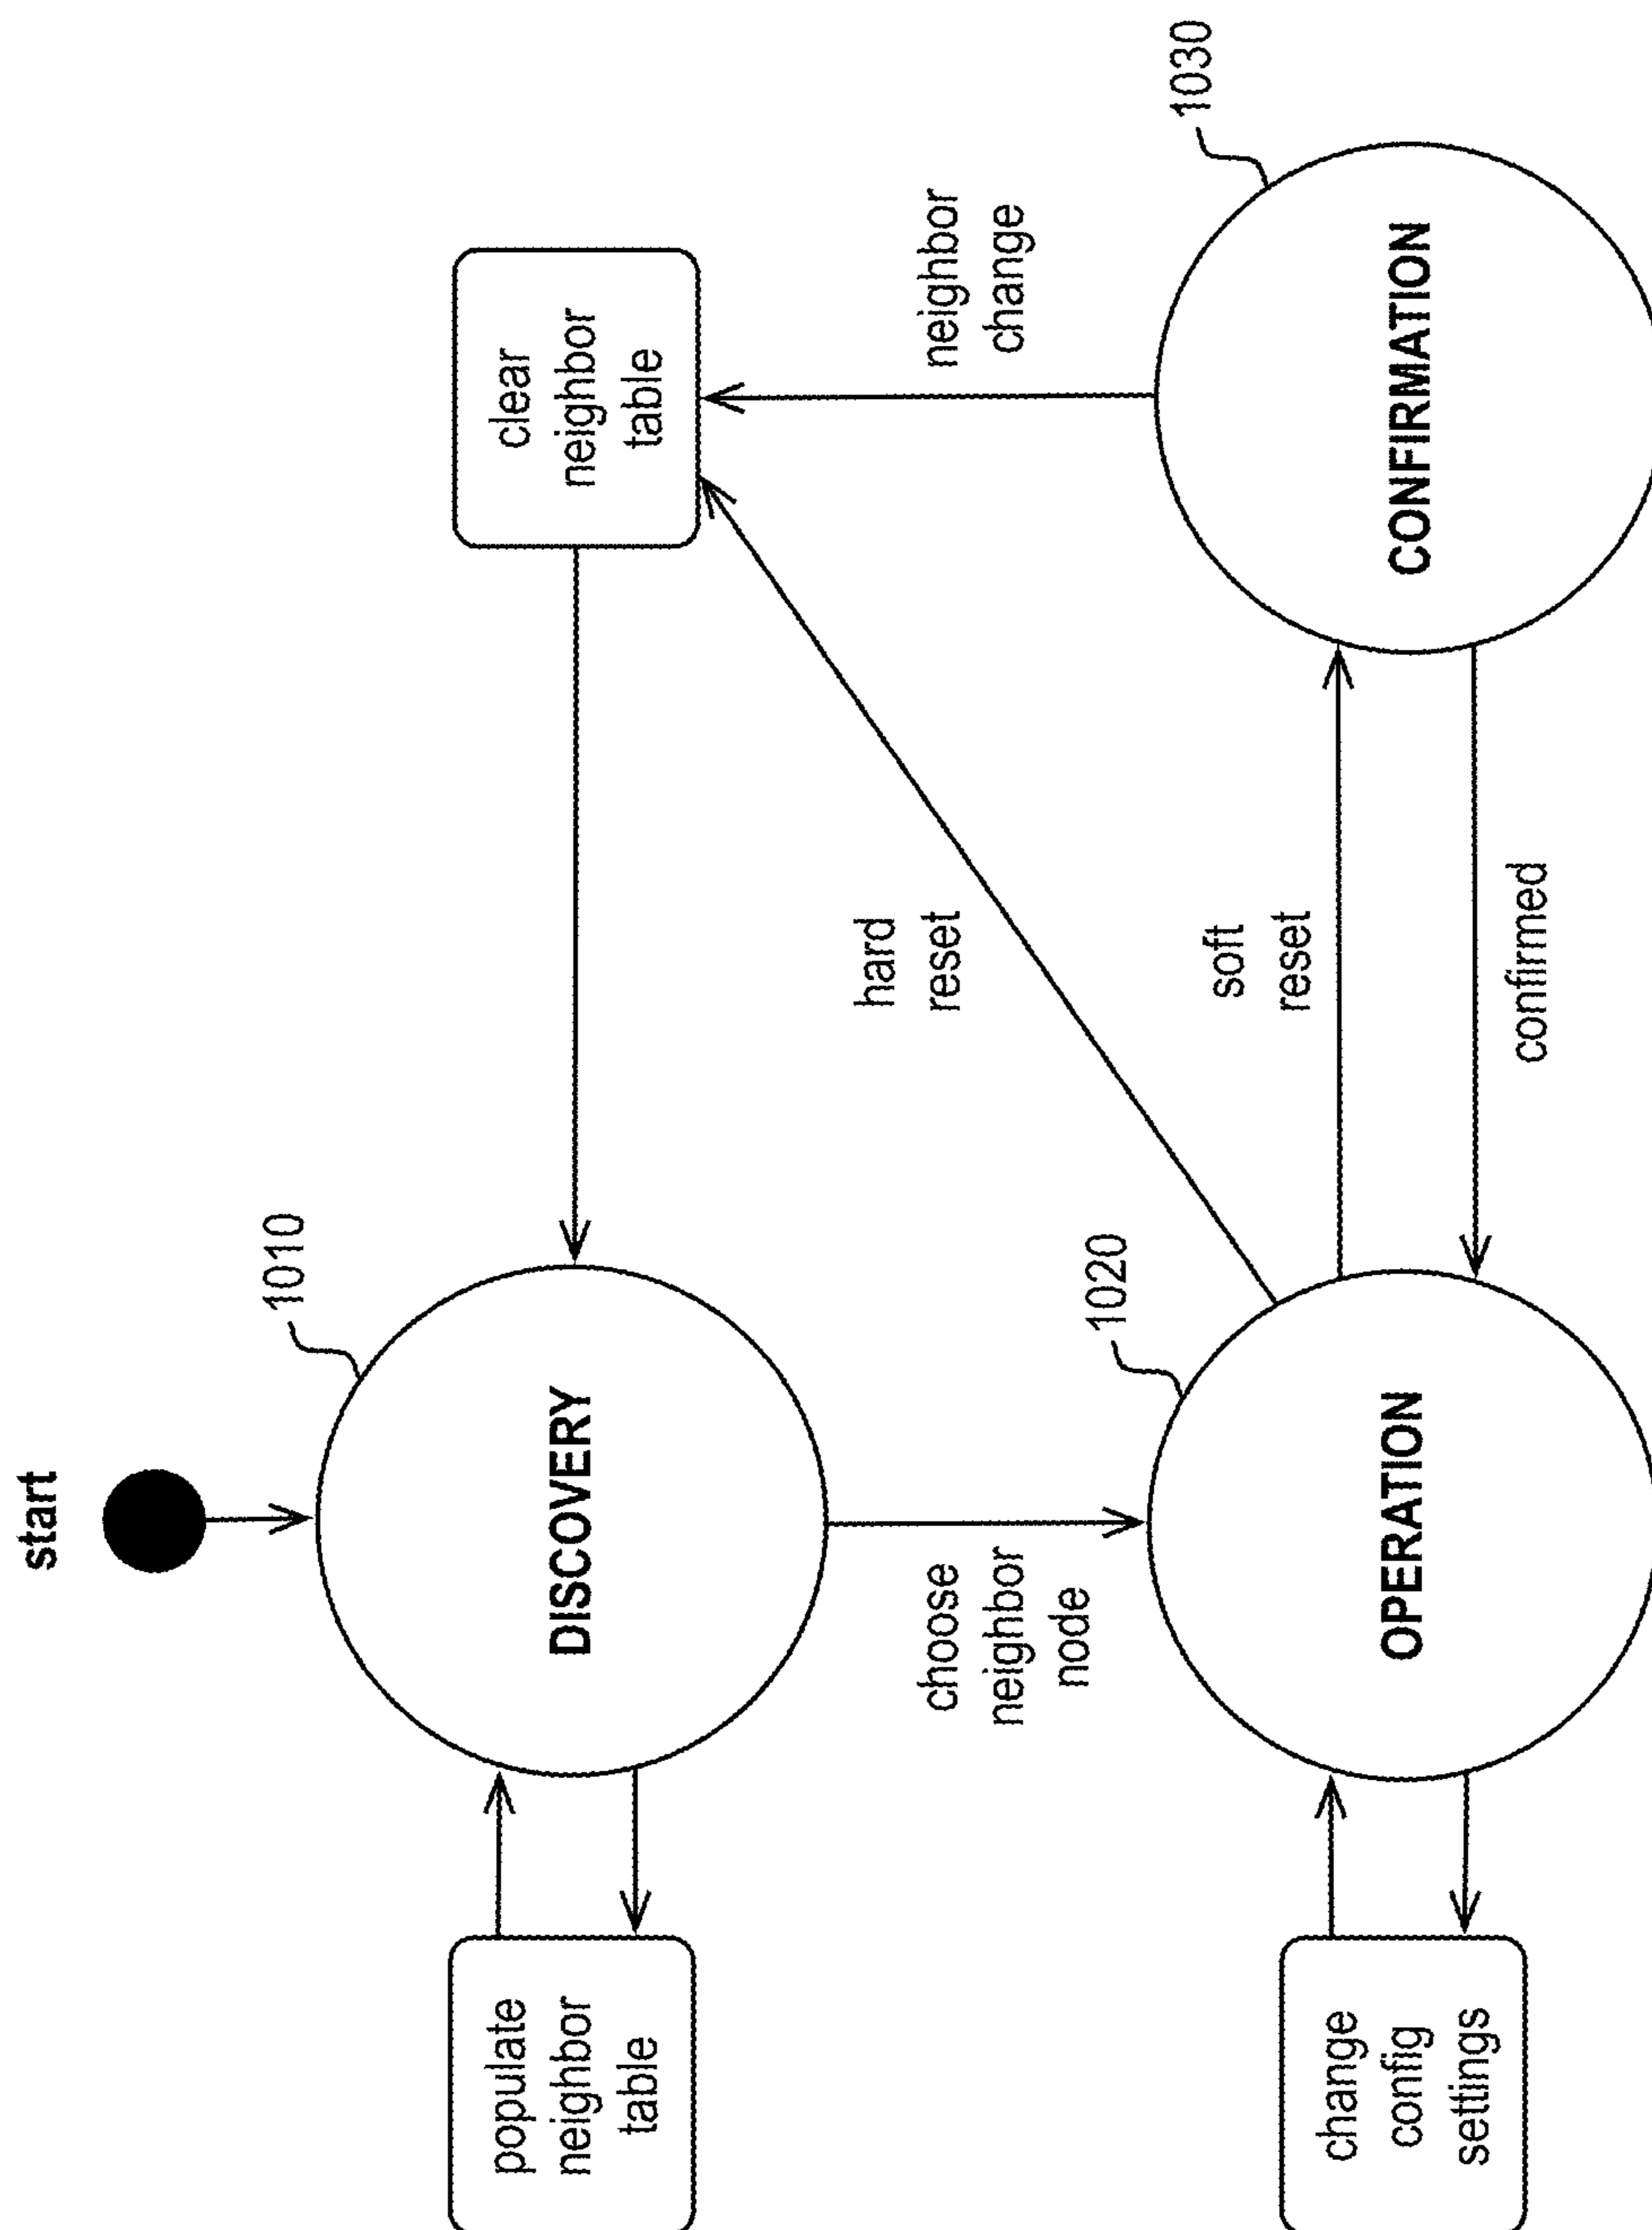 start
1010
populate
neighbor
table
DISCOVERY
clear
neighbor
table
choose
neighbor
node
hard
reset
neighbor
change
1020
1030
change
config
settings
OPERATION
soft
reset
confirmed
CONFIRMATION